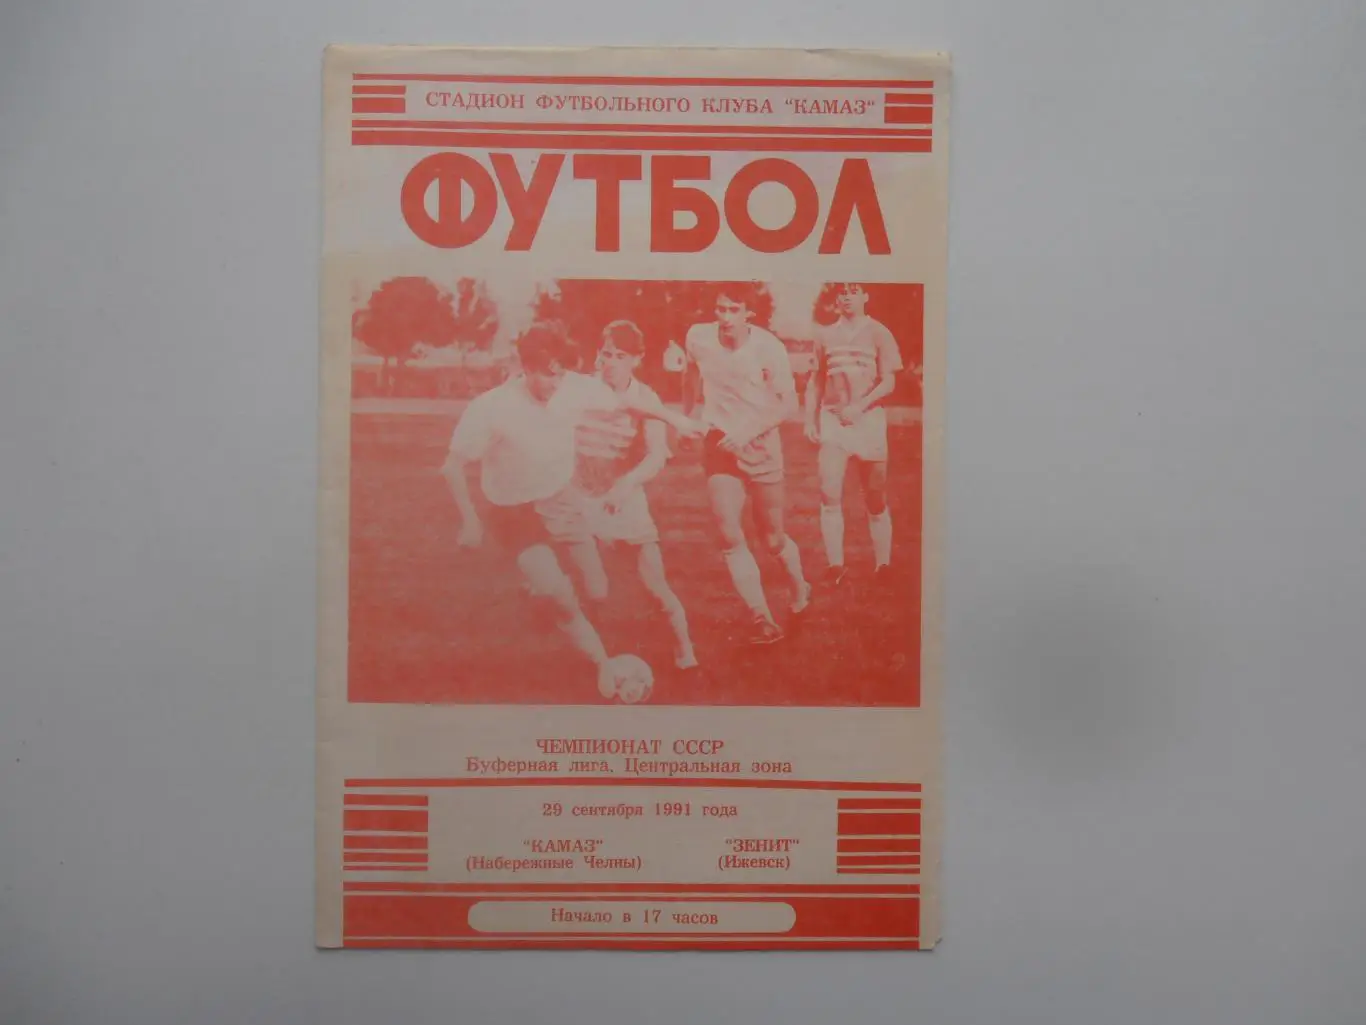 СТАДИОН ФУТБОЛЬНОГО КЛУБА "КАМАЗ"
ФУТБОЛ
ЧЕМПИОНАТ СССР
Буферная лига. Центральная зона
29 сентября 1991 года
"КАМАЗ" "ЗЕНИТ"
(Набережные Челны) (Ижевск)
Начало в 17 часов